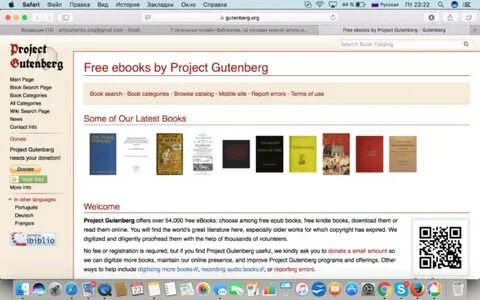 Safari Файл Правка Вид История Закладки Окно Справка
44 % Русская Пт 23:22
gutenberg.org
Free ebooks by Project Gutenberg - Gutenberg
Project
Gutenberg
Search Book Catalog
Main Page
Book Search Page
Book Categories
All Categories
Wiki Search Page
News
Contact Info
Donate
Project Gutenberg
needs your donation!
Donate
More Info
In other languages
Português
Deutsch
Français
ibiblio
Free ebooks by Project Gutenberg
Book search · Book categories · Browse catalog · Mobile site · Report errors · Terms of use
Some of Our Latest Books
Welcome
Project Gutenberg offers over 54,000 free eBooks: choose among free epub books, free kindle books, download them or
read them online. You will find the world's great literature here, especially older works for which copyright has expired. We
digitized and diligently proofread them with the help of thousands of volunteers.
No fee or registration is required, but if you find Project Gutenberg useful, we kindly ask you to donate a small amount so
we can digitize more books, maintain our online presence, and improve Project Gutenberg programs and offerings. Other
ways to help include digitizing more books, recording audio books, or reporting errors.